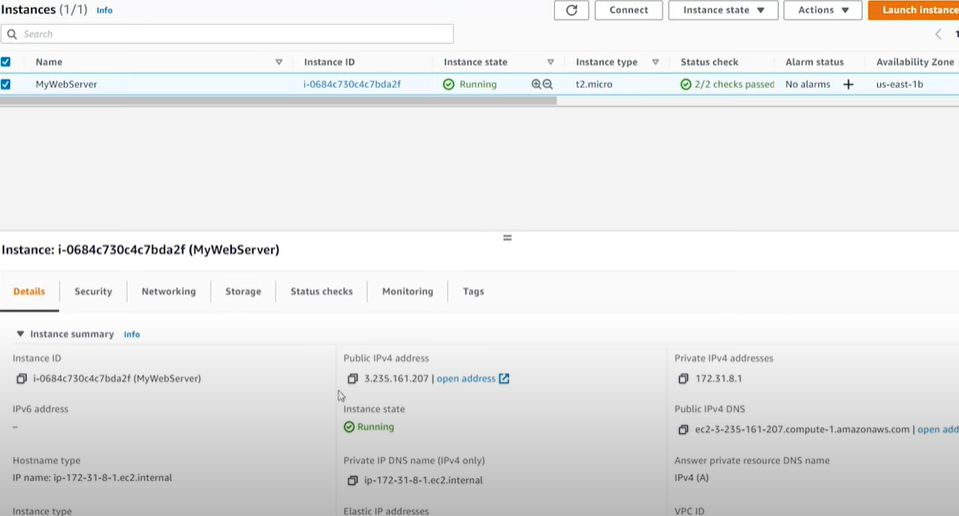 Instances (1/1) Info
Connect Instance state Actions Launch instance
Search
Name Instance ID Instance state Instance type Status check Alarm status Availability Zone
MyWebServer i-0684c730c4c7bda2f Running t2.micro 2/2 checks passed No alarms + us-east-1b
Instance: i-0684c730c4c7bda2f (MyWebServer)
Details Security Networking Storage Status checks Monitoring Tags
Instance summary Info
Instance ID Public IPv4 address Private IPv4 addresses
i-0684c730c4c7bda2f (MyWebServer) 3.235.161.207 | open address 172.31.8.1
IPv6 address Instance state Public IPv4 DNS
– Running ec2-3-235-161-207.compute-1.amazonaws.com | open add
Hostname type Private IP DNS name (IPv4 only) Answer private resource DNS name
IP name: ip-172-31-8-1.ec2.internal ip-172-31-8-1.ec2.internal IPv4 (A)
Instance type Elastic IP addresses VPC ID